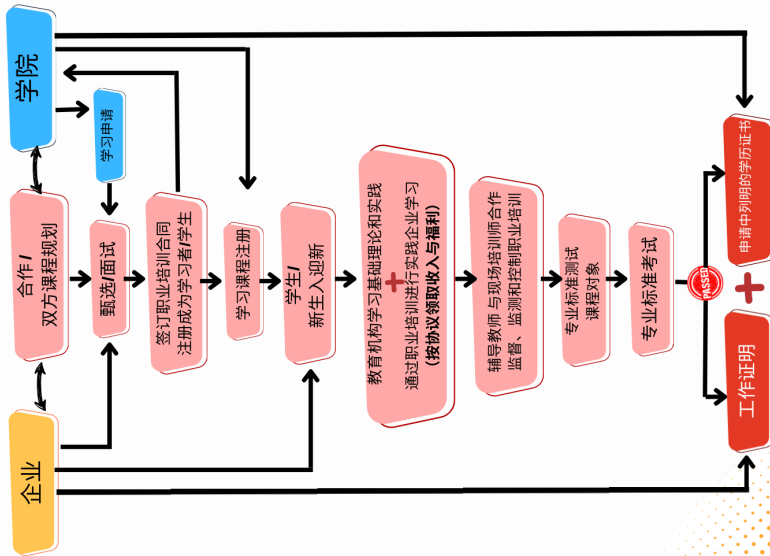 学院
学习申请
合作 /
双方课程规划
企业
甄选/面试
签订职业培训合同
注册成为学习者/学生
学习课程注册
学生/
新生入迎新
教育机构学习基础理论和实践
通过职业培训进行实践企业学习
（按协议领取收入与福利）
辅导教师 与现场培训师合作
监督、监测和控制职业培训
专业标准测试
课程对象
专业标准考试
PASSED
申请中列明的学历证书
工作证明